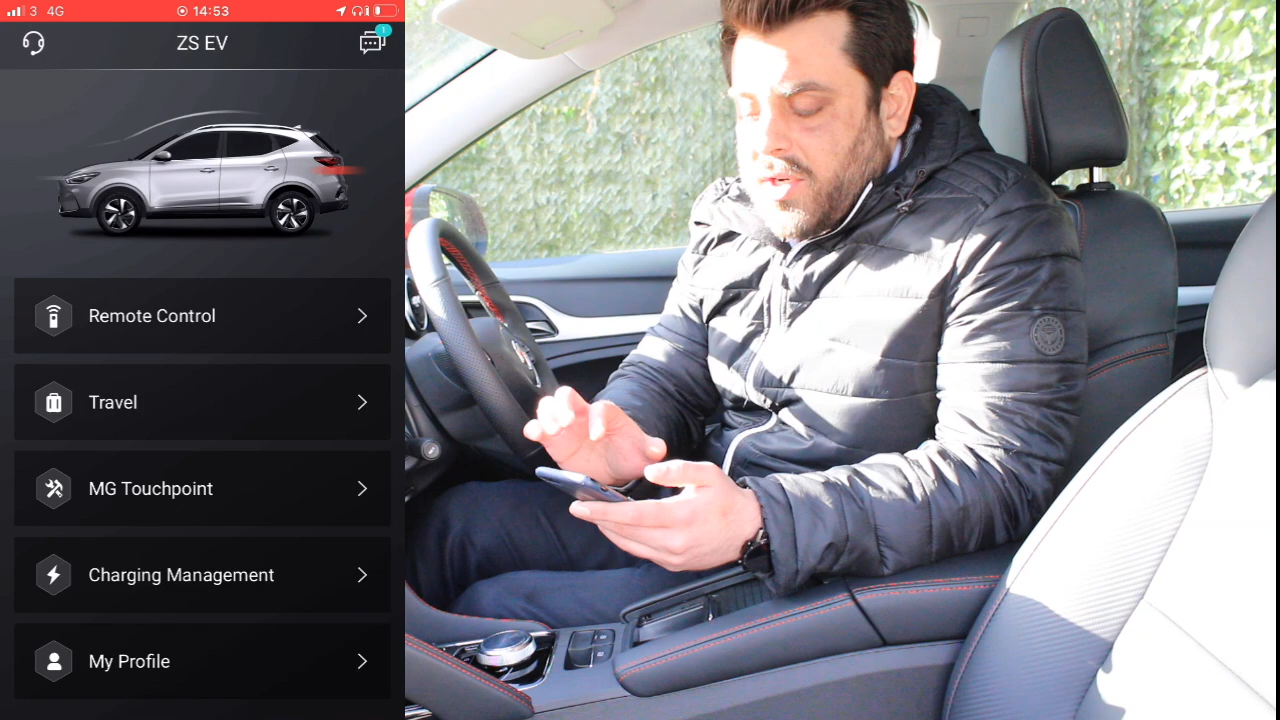 3 4G 14:53
ZS EV
1
Remote Control
Travel
MG Touchpoint
Charging Management
My Profile